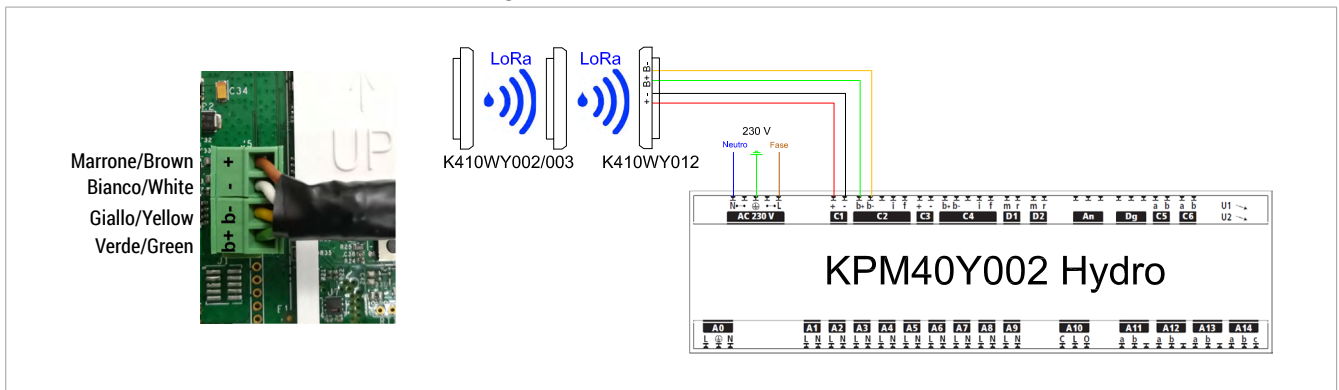 C34
UP
+
-
b-
b+
Marrone/Brown
Bianco/White
Giallo/Yellow
Verde/Green
LoRa LoRa
+ - B+ B-
K410WY002/003 K410WY012
230 V
Neutro Fase
N L + - b+ b- i f + - b+ b- i f m r m r a b a b U1
AC 230 V C1 C2 C3 C4 D1 D2 An Dg C5 C6 U2
KPM40Y002 Hydro
A0 A1 A2 A3 A4 A5 A6 A7 A8 A9 A10 A11 A12 A13 A14
L N L N L N L N L N L N L N L N L N L N C L O a b a b a b a b c